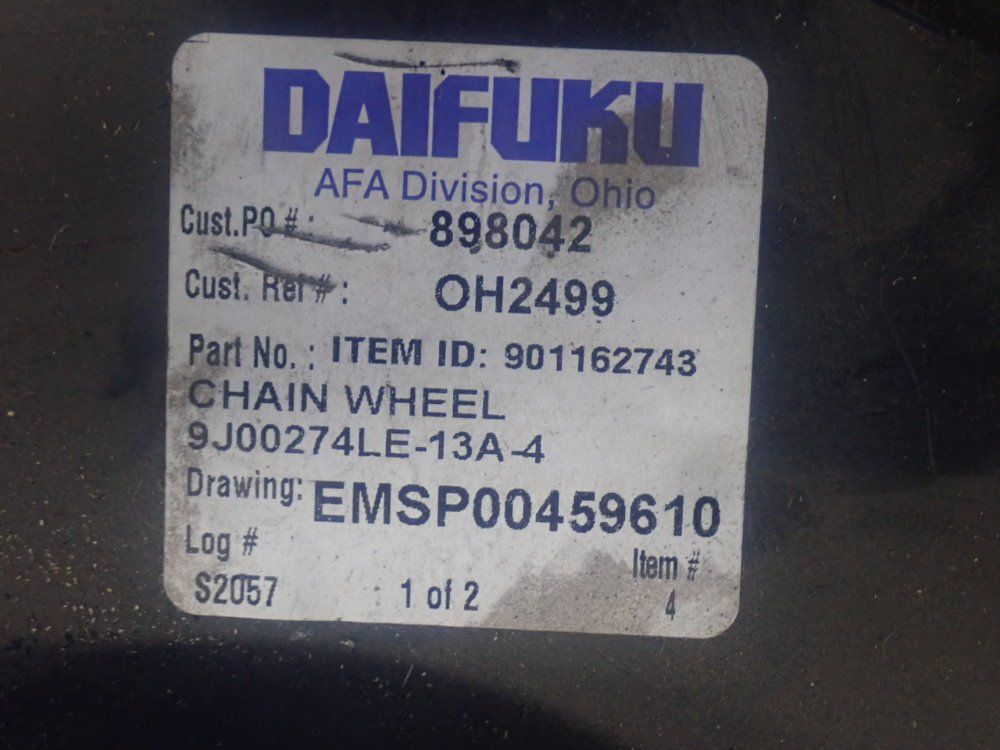 DAIFUKU
AFA Division, Ohio
Cust.PO #: 898042
Cust. Ref #: OH2499
Part No. : ITEM ID: 901162743
CHAIN WHEEL
9J00274LE-13A-4
Drawing: EMSP00459610
Log # Item #
S2057 : 1 of 2 4